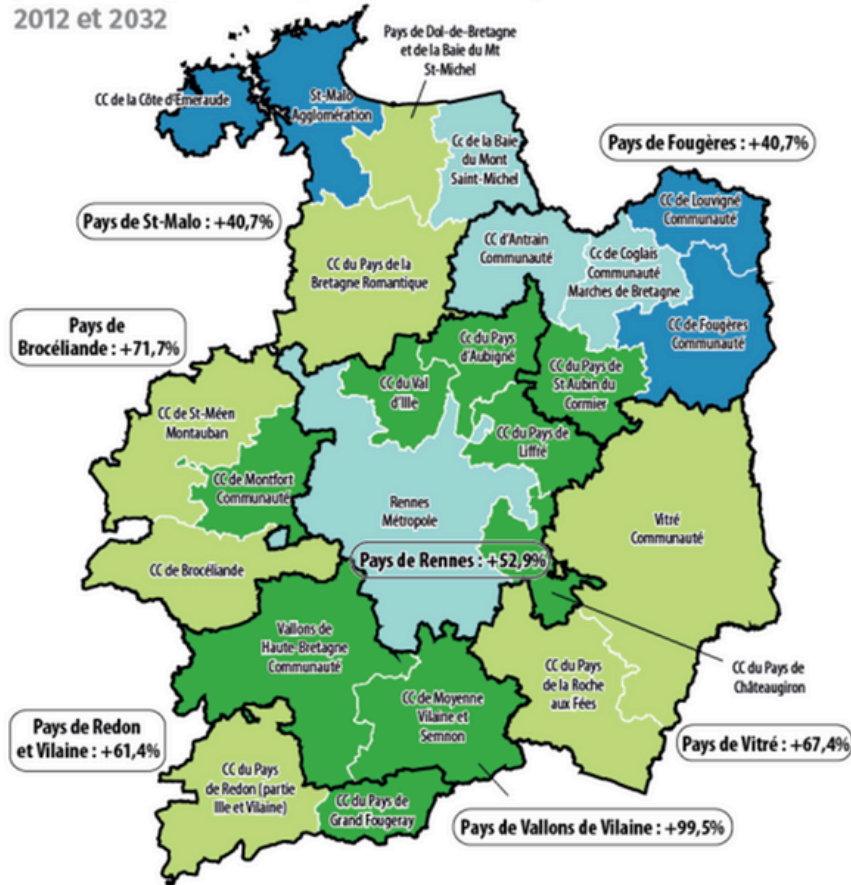 2012 et 2032
Pays de Dol-de-Bretagne
et de la Baie du Mt
St-Michel
CC de la Côte d'Emeraude
St-Malo
Agglomération
Cc de la Baie
du Mont
Saint-Michel
Pays de Fougères : +40,7%
CC de Louvigné
Communauté
Pays de St-Malo : +40,7%
CC d'Antrain
Communauté
Cc de Coglais
Communauté
Marches de Bretagne
CC du Pays de la
Bretagne Romantique
Pays de
Brocéliande : +71,7%
CC de Fougères
Communauté
Cc du Pays
d'Aubigné
CC du Val
d'Ille
CC du Pays de
St Aubin du
Cormier
CC de St-Méen
Montauban
CC du Pays de
Liffré
CC de Montfort
Communauté
Rennes
Métropole
Vitré
Communauté
Pays de Rennes : +52,9%
CC de Brocéliande
Vallons de
Haute-Bretagne
Communauté
CC du Pays
de la Roche
aux Fées
CC du Pays de
Châteaugiron
CC de Moyenne
Vilaine et
Semnon
Pays de Redon
et Vilaine : +61,4%
Pays de Vitré : +67,4%
CC du Pays
de Redon (partie
Ille et Vilaine)
CC du Pays de
Grand Fougeray
Pays de Vallons de Vilaine : +99,5%